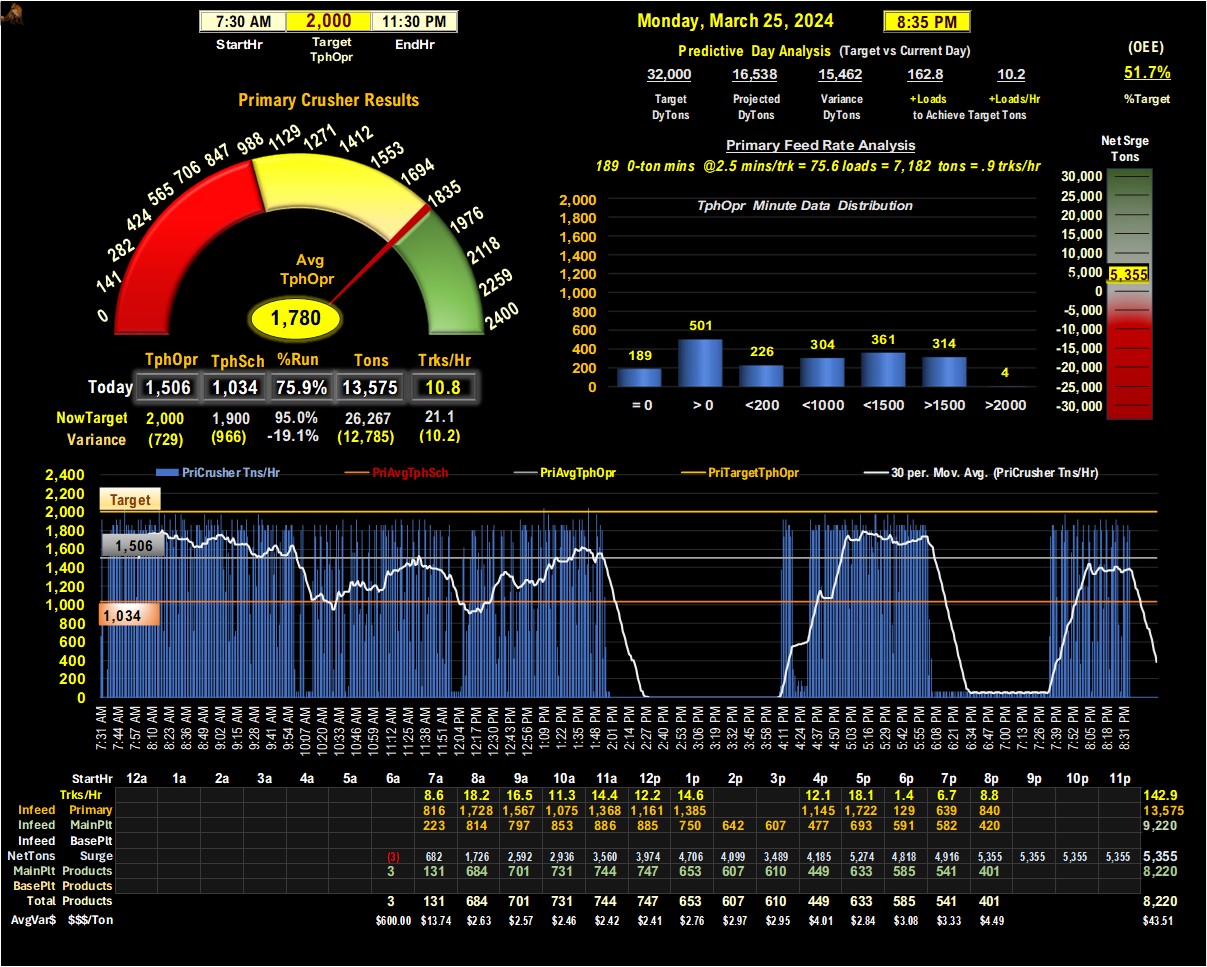 7:30 AM 2,000 11:30 PM
StartHr Target TphOpr EndHr
Monday, March 25, 2024 8:35 PM
Predictive Day Analysis (Target vs Current Day)
(OEE)
32,000 16,538 15,462 162.8 10.2
51.7%
Target DyTons Projected DyTons Variance DyTons +Loads +Loads/Hr
to Achieve Target Tons
%Target
Primary Crusher Results
0 141 282 424 565 706 847 988 1129 1271 1412 1553 1694 1835 1976 2118 2259 2400
Avg
TphOpr
1,780
TphOpr TphSch %Run Tons Trks/Hr
Today 1,506 1,034 75.9% 13,575 10.8
NowTarget 2,000 1,900 95.0% 26,267 21.1
Variance (729) (966) -19.1% (12,785) (10.2)
Primary Feed Rate Analysis
189 0-ton mins @2.5 mins/trk = 75.6 loads = 7,182 tons = .9 trks/hr
TphOpr Minute Data Distribution
2,000
1,800
1,600
1,400
1,200
1,000
800
600
400
200
0
189 501 226 304 361 314 4
= 0 > 0 <200 <1000 <1500 >1500 >2000
Net Srge
Tons
30,000
25,000
20,000
15,000
10,000
5,000
0
-5,000
-10,000
-15,000
-20,000
-25,000
-30,000
5,355
PriCrusher Tns/Hr PriAvgTphSch PriAvgTphOpr PriTargetTphOpr 30 per. Mov. Avg. (PriCrusher Tns/Hr)
2,400
2,200
2,000
1,800
1,600
1,400
1,200
1,000
800
600
400
200
0
Target
1,506
1,034
7:31 AM 7:44 AM 7:57 AM 8:10 AM 8:23 AM 8:36 AM 8:49 AM 9:02 AM 9:15 AM 9:28 AM 9:41 AM 9:54 AM 10:07 AM 10:20 AM 10:33 AM 10:46 AM 10:59 AM 11:12 AM 11:25 AM 11:38 AM 11:51 AM 12:04 PM 12:17 PM 12:30 PM 12:43 PM 12:56 PM 1:09 PM 1:22 PM 1:35 PM 1:48 PM 2:01 PM 2:14 PM 2:27 PM 2:40 PM 2:53 PM 3:06 PM 3:19 PM 3:32 PM 3:45 PM 3:58 PM 4:11 PM 4:24 PM 4:37 PM 4:50 PM 5:03 PM 5:16 PM 5:29 PM 5:42 PM 5:55 PM 6:08 PM 6:21 PM 6:34 PM 6:47 PM 7:00 PM 7:13 PM 7:26 PM 7:39 PM 7:52 PM 8:05 PM 8:18 PM 8:31 PM
StartHr 12a 1a 2a 3a 4a 5a 6a 7a 8a 9a 10a 11a 12p 1p 2p 3p 4p 5p 6p 7p 8p 9p 10p 11p
Trks/Hr 8.6 18.2 16.5 11.3 14.4 12.2 14.6 12.1 18.1 1.4 6.7 8.8 142.9
Infeed Primary 816 1,728 1,567 1,075 1,368 1,161 1,385 1,145 1,722 129 639 840 13,575
Infeed MainPlt 223 814 797 853 886 885 750 642 607 477 693 591 582 420 9,220
Infeed BasePlt
NetTons Surge (3) 682 1,726 2,592 2,936 3,560 3,974 4,706 4,099 3,489 4,185 5,274 4,818 4,916 5,355 5,355 5,355 5,355 5,355
MainPlt Products 3 131 684 701 731 744 747 653 607 610 449 633 585 541 401 8,220
BasePlt Products
Total Products 3 131 684 701 731 744 747 653 607 610 449 633 585 541 401 8,220
AvgVar$ $$$/Ton $600.00 $13.74 $2.63 $2.57 $2.46 $2.42 $2.41 $2.76 $2.97 $2.95 $4.01 $2.84 $3.08 $3.33 $4.49 $43.51